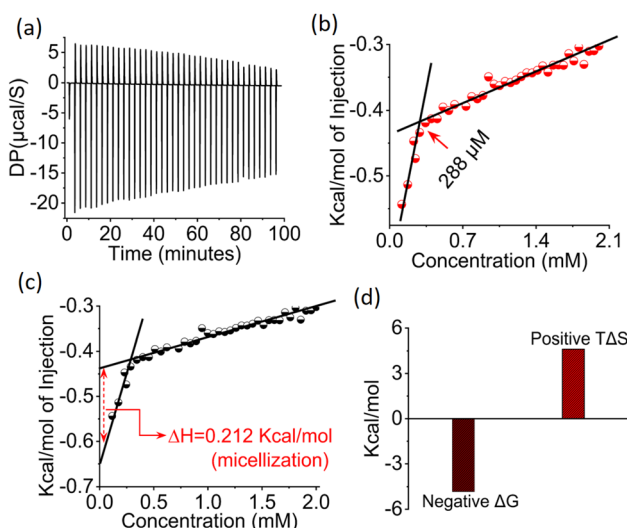 (a)
DP(µcal/S)
5
0
-5
-10
-15
-20
0 20 40 60 80 100
Time (minutes)
(b)
Kcal/mol of Injection
-0.3
-0.4
-0.5
288 µM
0.0 0.7 1.4 2.1
Concentration (mM)
(c)
Kcal/mol of Injection
-0.3
-0.4
-0.5
-0.6
-0.7
ΔH=0.212 Kcal/mol
(micellization)
0.0 0.5 1.0 1.5 2.0
Concentration (mM)
(d)
Kcal/mol
6
3
0
-3
-6
Positive TΔS
Negative ΔG